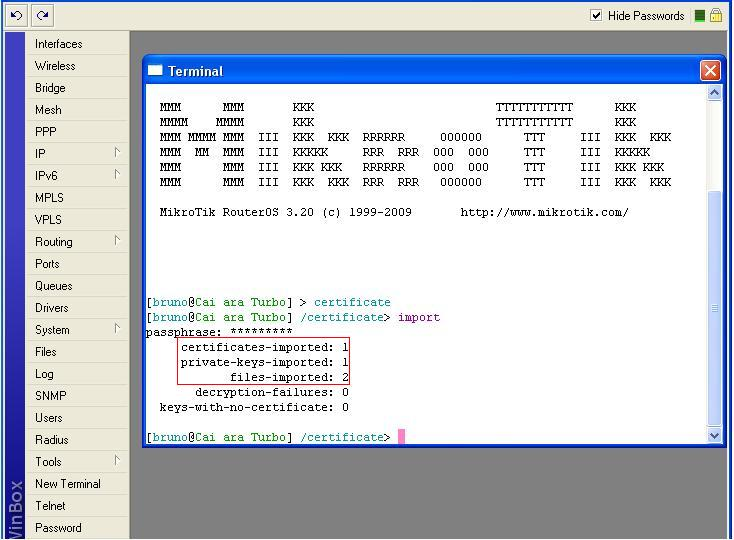 Hide Passwords
Interfaces
Wireless
Bridge
Mesh
PPP
IP
IPv6
MPLS
VPLS
Routing
Ports
Queues
Drivers
System
Files
Log
SNMP
Users
Radius
Tools
New Terminal
Telnet
Password
WinBox
Terminal
MMM      MMM       KKK                          TTTTTTTTTTT      KKK
MMMM    MMMM       KKK                          TTTTTTTTTTT      KKK
MMM MMMM MMM  III  KKK  KKK  RRRRRR     OOOOOO      TTT     III  KKK  KKK
MMM  MM  MMM  III  KKKKK     RRR  RRR  OOO  OOO     TTT     III  KKKKK
MMM      MMM  III  KKK KKK   RRRRRR    OOO  OOO     TTT     III  KKK KKK
MMM      MMM  III  KKK  KKK  RRR  RRR   OOOOOO      TTT     III  KKK  KKK
MikroTik RouterOS 3.20 (c) 1999-2009       http://www.mikrotik.com/
[bruno@Cai ara Turbo] > certificate
[bruno@Cai ara Turbo] /certificate> import
passphrase: *********
certificates-imported: 1
private-keys-imported: 1
files-imported: 2
decryption-failures: 0
keys-with-no-certificate: 0
[bruno@Cai ara Turbo] /certificate>